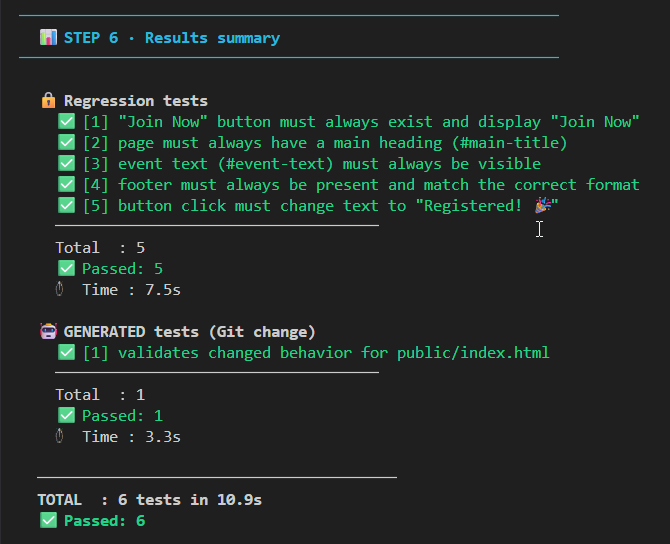 📊 STEP 6 · Results summary
🔒 Regression tests
✅ [1] "Join Now" button must always exist and display "Join Now"
✅ [2] page must always have a main heading (#main-title)
✅ [3] event text (#event-text) must always be visible
✅ [4] footer must always be present and match the correct format
✅ [5] button click must change text to "Registered! 🎉"
Total : 5
✅ Passed: 5
⏱ Time : 7.5s
🤖 GENERATED tests (Git change)
✅ [1] validates changed behavior for public/index.html
Total : 1
✅ Passed: 1
⏱ Time : 3.3s
TOTAL : 6 tests in 10.9s
✅ Passed: 6